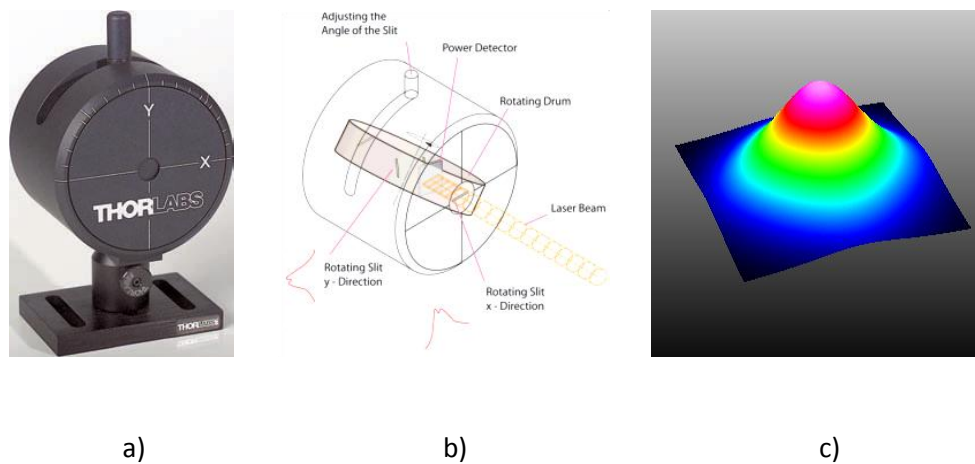 Y
X
THORLABS
THORLABS
Adjusting the
Angle of the Slit
Power Detector
Rotating Drum
Laser Beam
Rotating Slit
y - Direction
Rotating Slit
x - Direction
a)
b)
c)